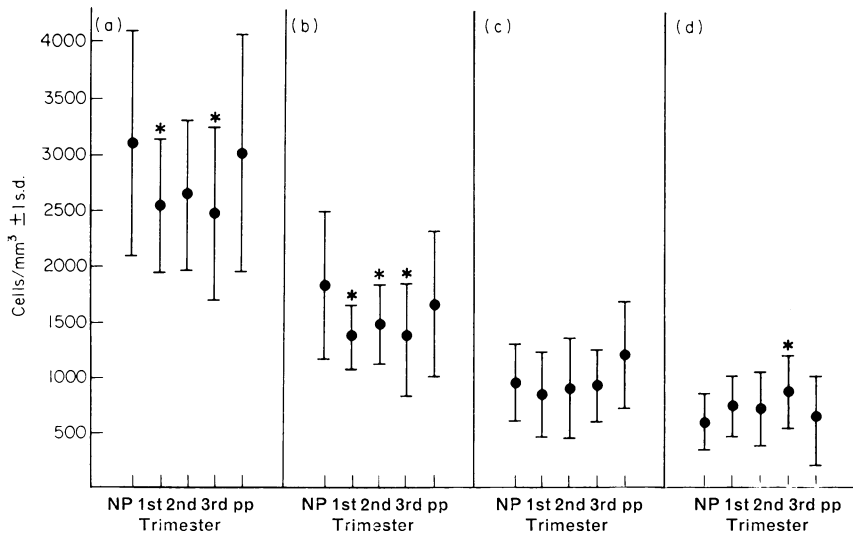 (a) (b) (c) (d)
4000
3500
3000
2500
2000
1500
1000
500
Cells/mm³ ±1 s.d.
* *
* * *
*
NP 1st 2nd 3rd pp
Trimester
NP 1st 2nd 3rd pp
Trimester
NP 1st 2nd 3rd pp
Trimester
NP 1st 2nd 3rd pp
Trimester